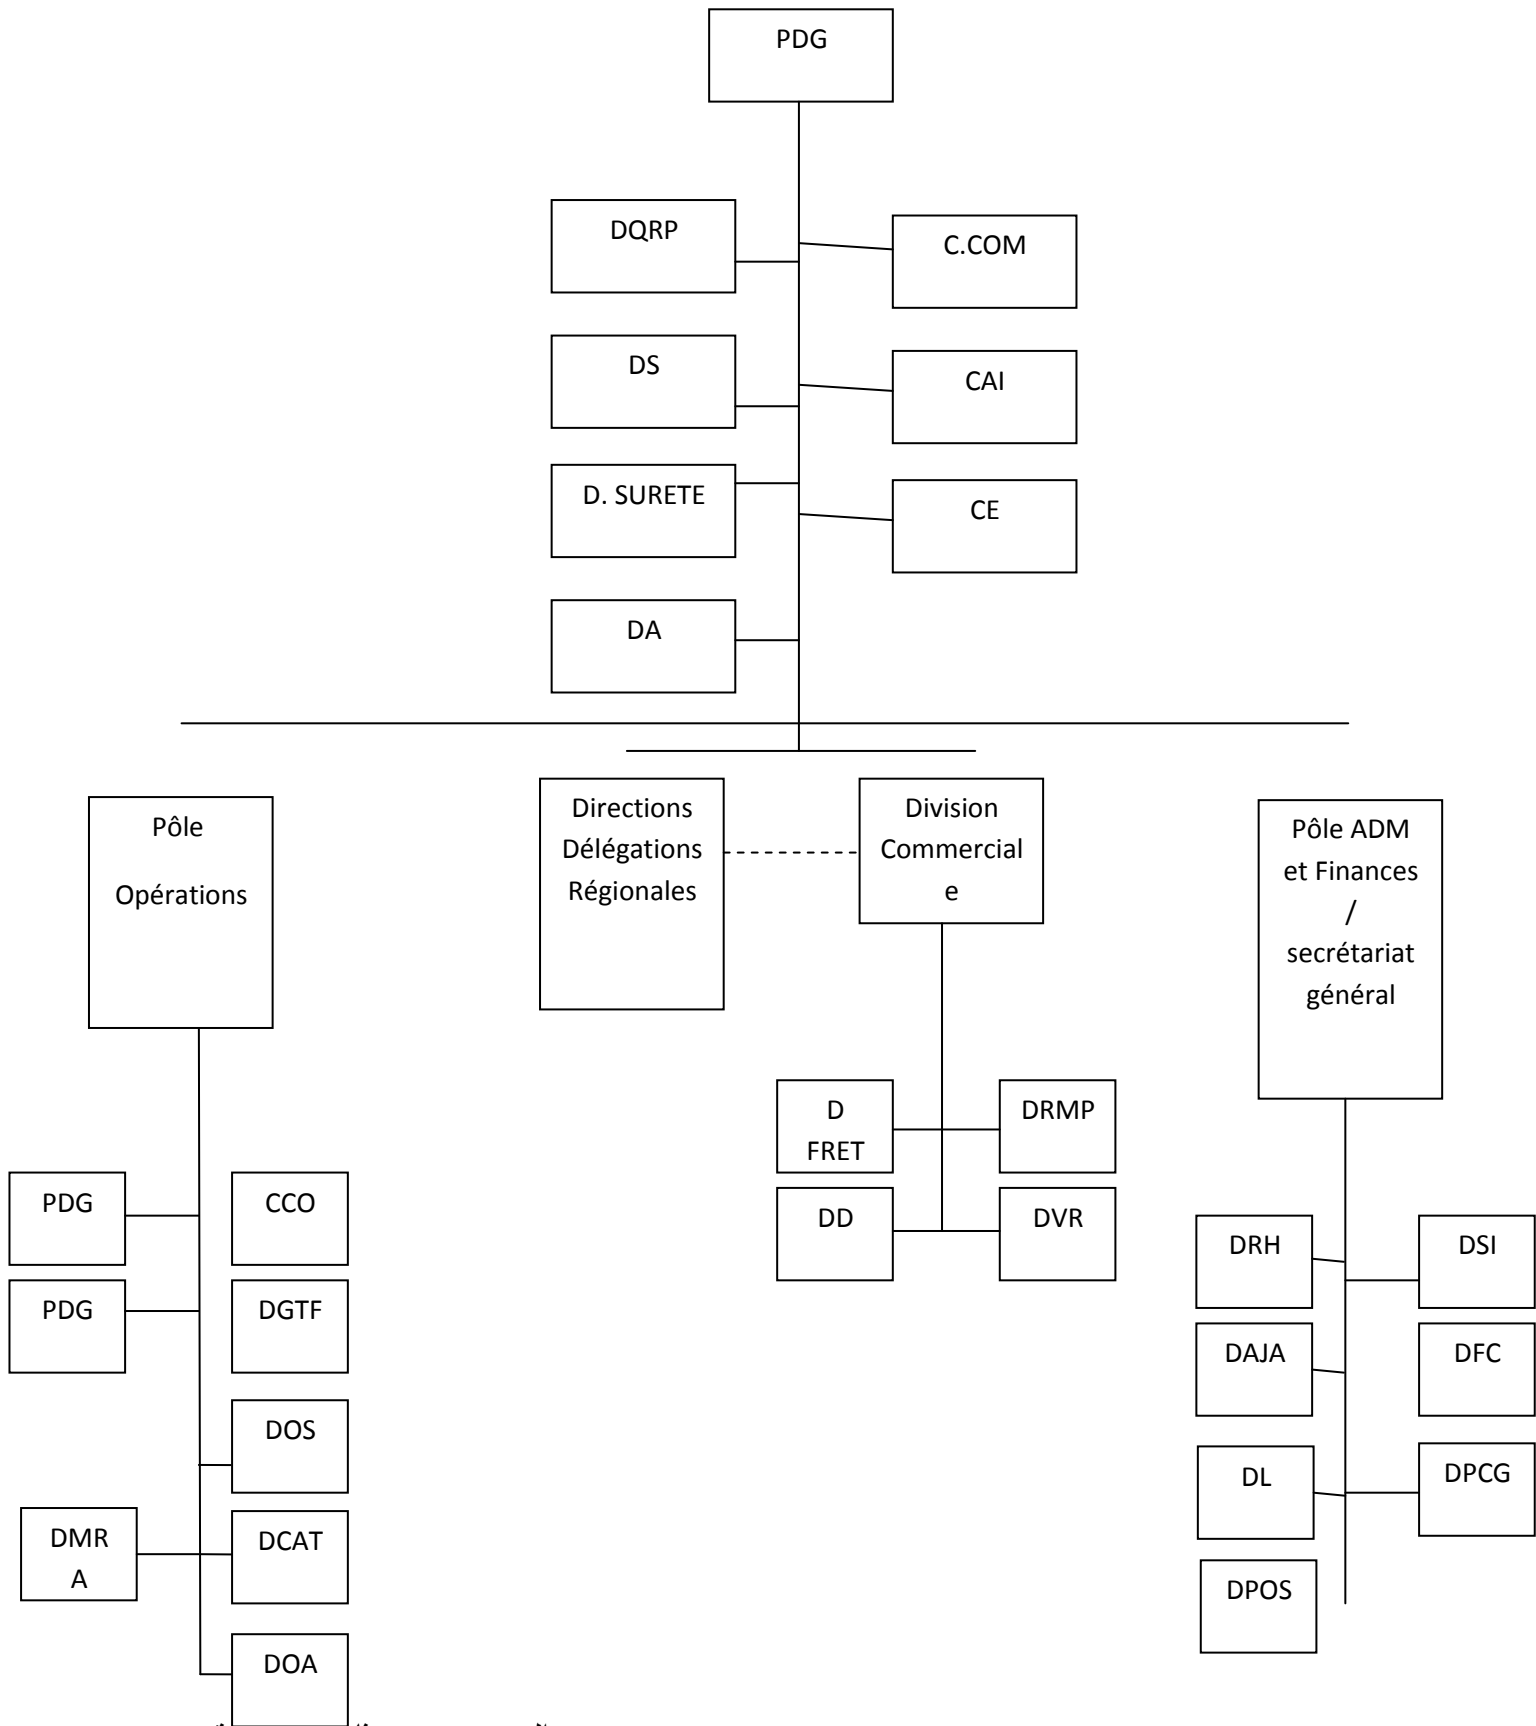 PDG
DQRP
C.COM
DS
CAI
D. SURETE
CE
DA
Pôle
Opérations
Directions
Délégations
Régionales
Division
Commercial
e
Pôle ADM
et Finances
/
secrétariat
général
D
FRET
DRMP
DD
DVR
PDG
CCO
PDG
DGTF
DOS
DMR
A
DCAT
DOA
DRH
DSI
DAJA
DFC
DL
DPCG
DPOS